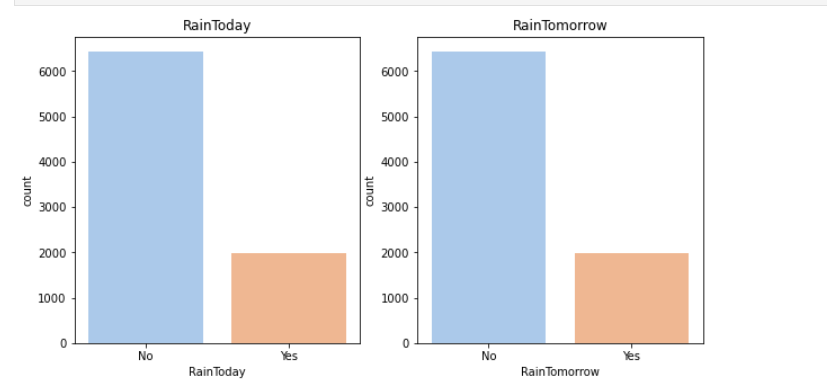 RainToday
RainTomorrow
6000
5000
4000
3000
2000
1000
0
count
No
Yes
RainToday
6000
5000
4000
3000
2000
1000
0
count
No
Yes
RainTomorrow